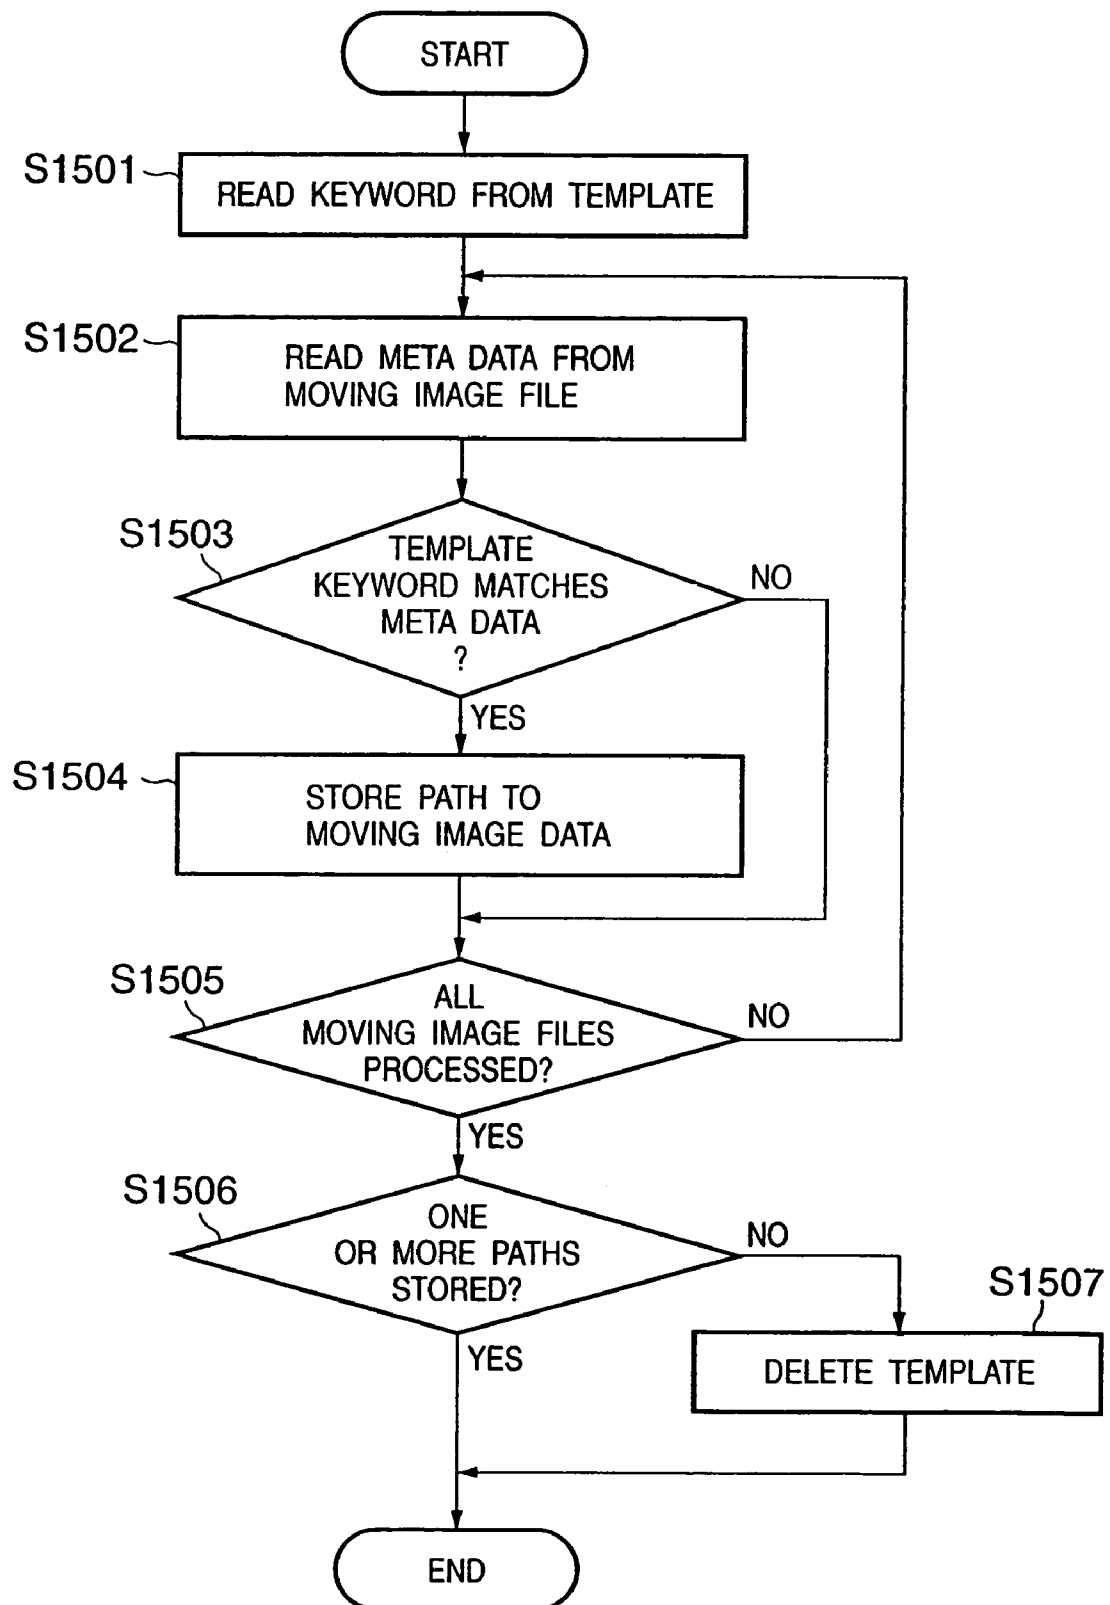 START
S1501
READ KEYWORD FROM TEMPLATE
S1502
READ META DATA FROM
MOVING IMAGE FILE
S1503
TEMPLATE
KEYWORD MATCHES
META DATA
?
NO
YES
S1504
STORE PATH TO
MOVING IMAGE DATA
S1505
ALL
MOVING IMAGE FILES
PROCESSED?
NO
YES
S1506
ONE
OR MORE PATHS
STORED?
NO
YES
S1507
DELETE TEMPLATE
END